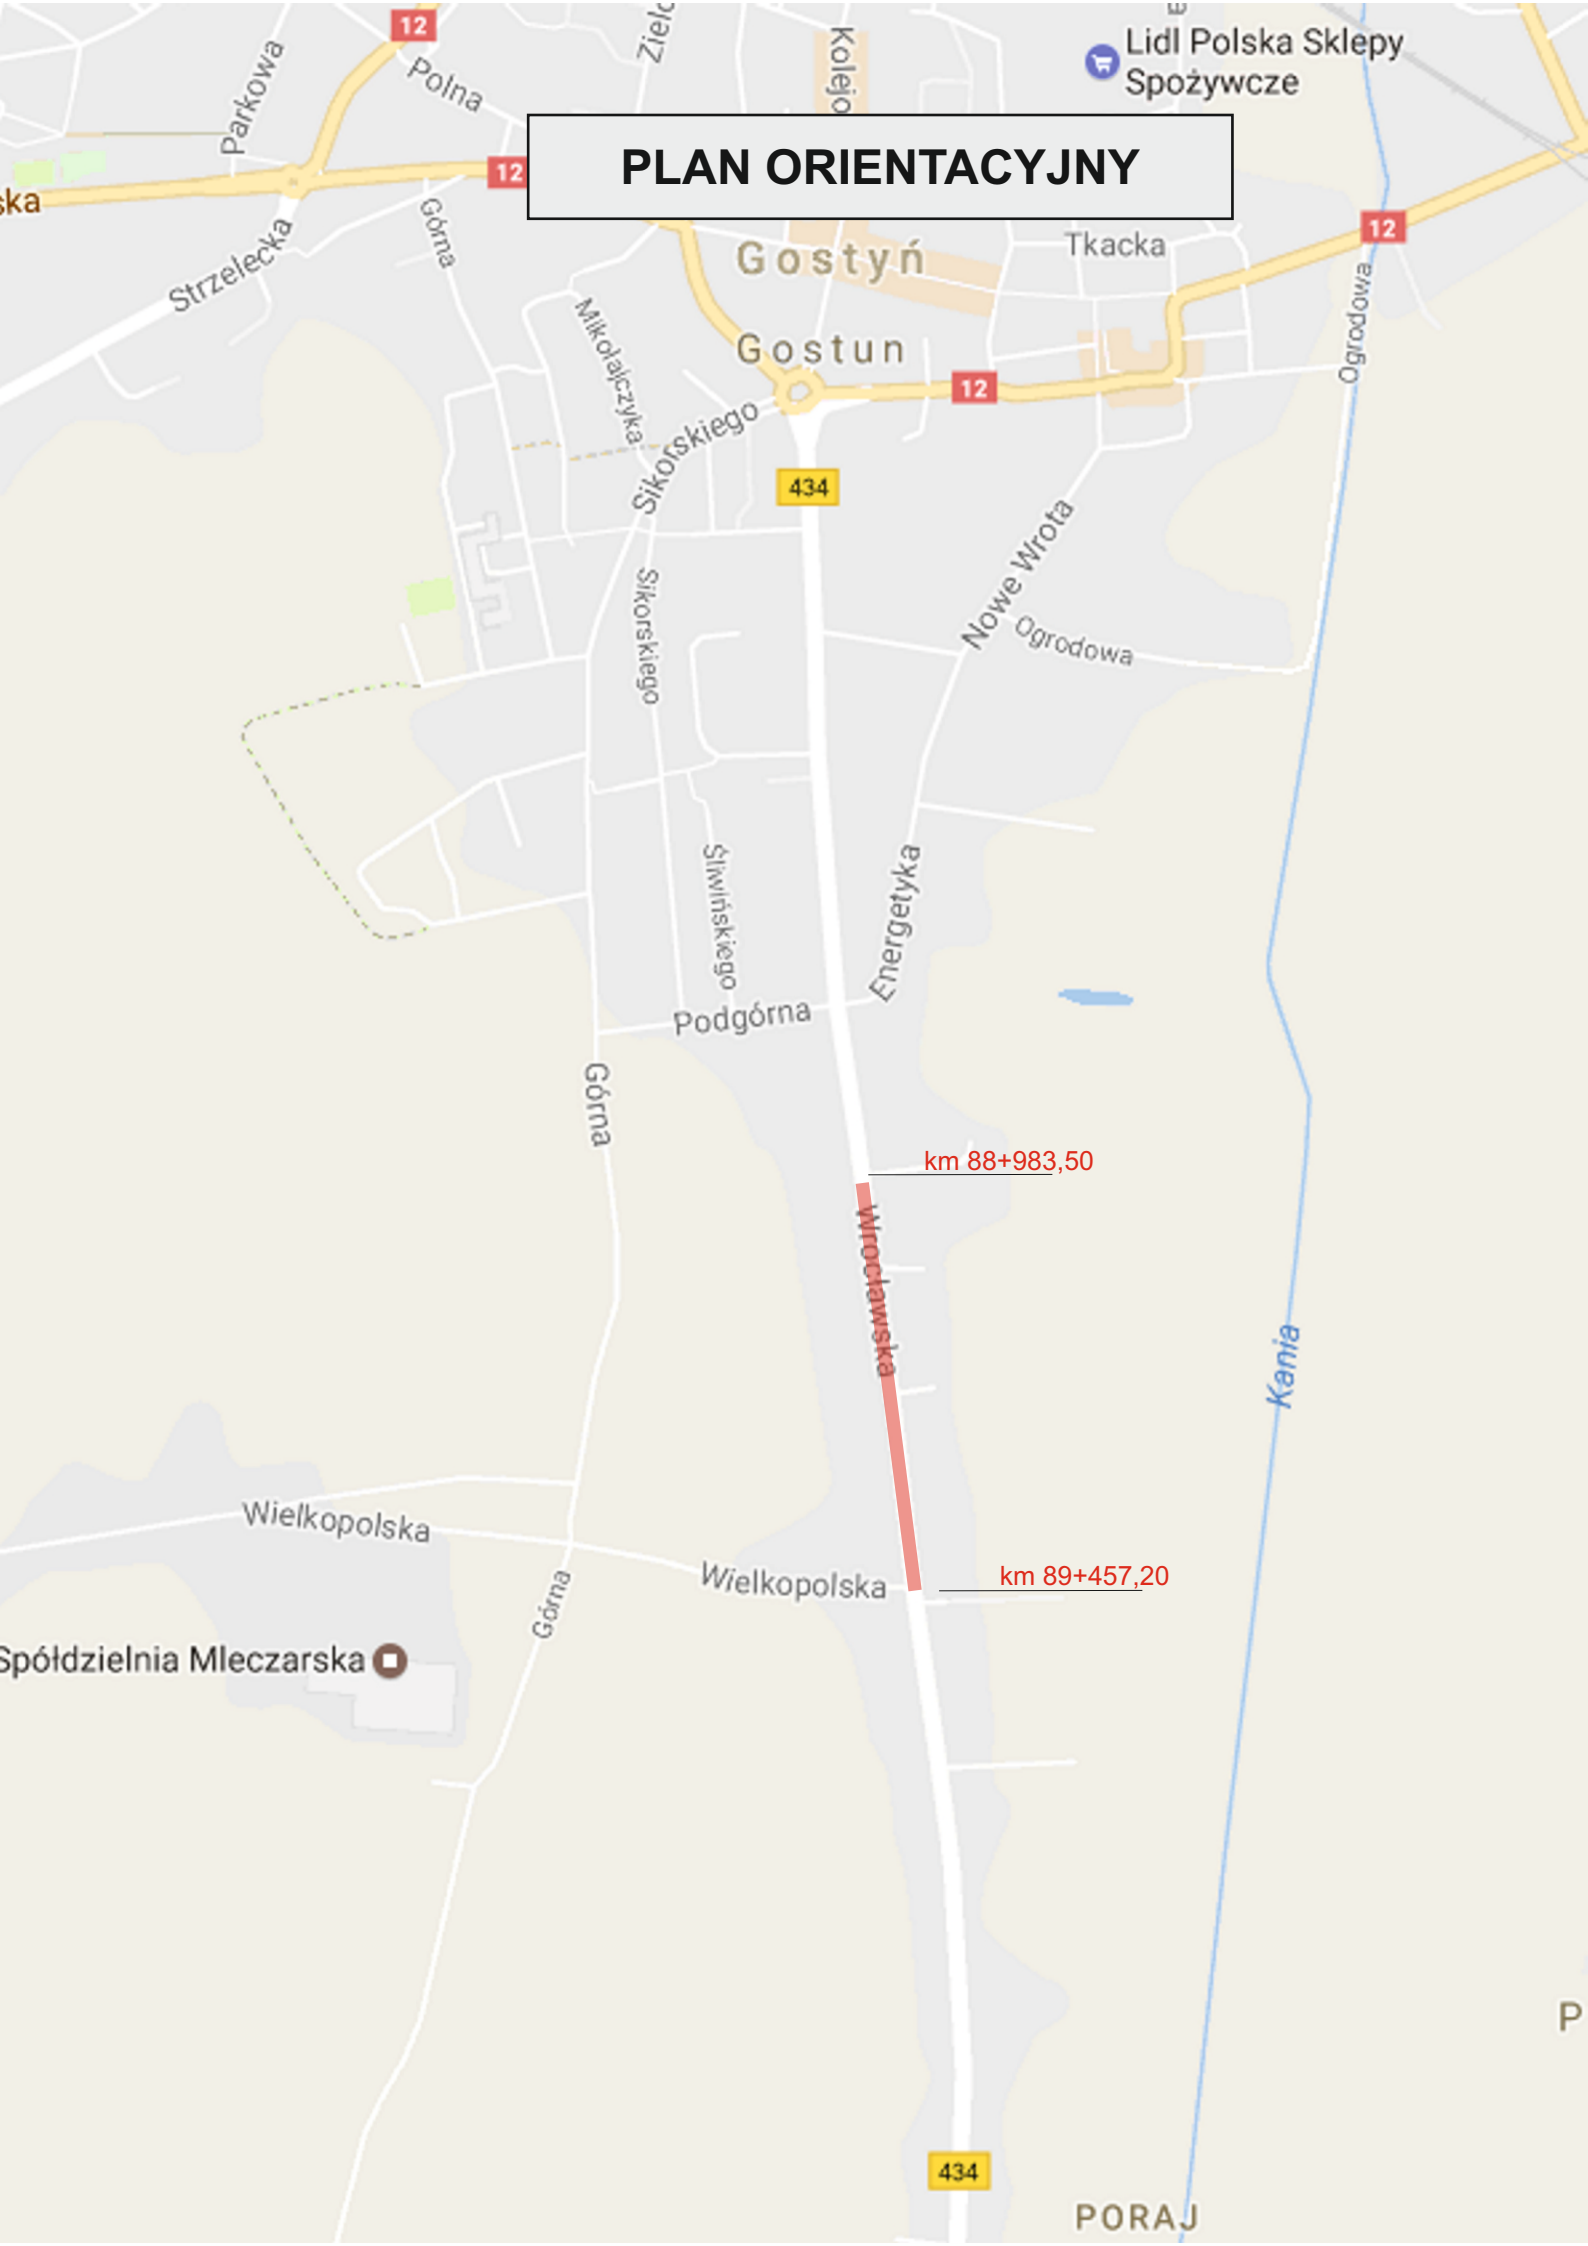 12
Parkowa
Polna
Kolejo
Lidl Polska Sklepy
Spożywcze
12
PLAN ORIENTACYJNY
ska
Strzelecka
Górna
Gostyń
Tkacka
12
Ogrodowa
Mikołajczyka
Gostun
12
Sikorskiego
434
Nowe Wrota
Ogrodowa
Sikorskiego
Śliwińskiego
Energetyka
Podgórna
Górna
km 88+983,50
Wrocławska
Kania
Wielkopolska
Wielkopolska
km 89+457,20
Górna
Spółdzielnia Mleczarska
P
434
PORAJ